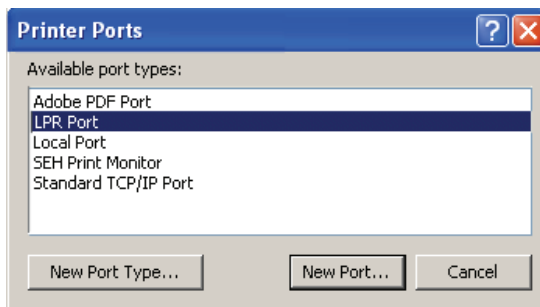 Printer Ports
Available port types:
Adobe PDF Port
LPR Port
Local Port
SEH Print Monitor
Standard TCP/IP Port
New Port Type... New Port... Cancel